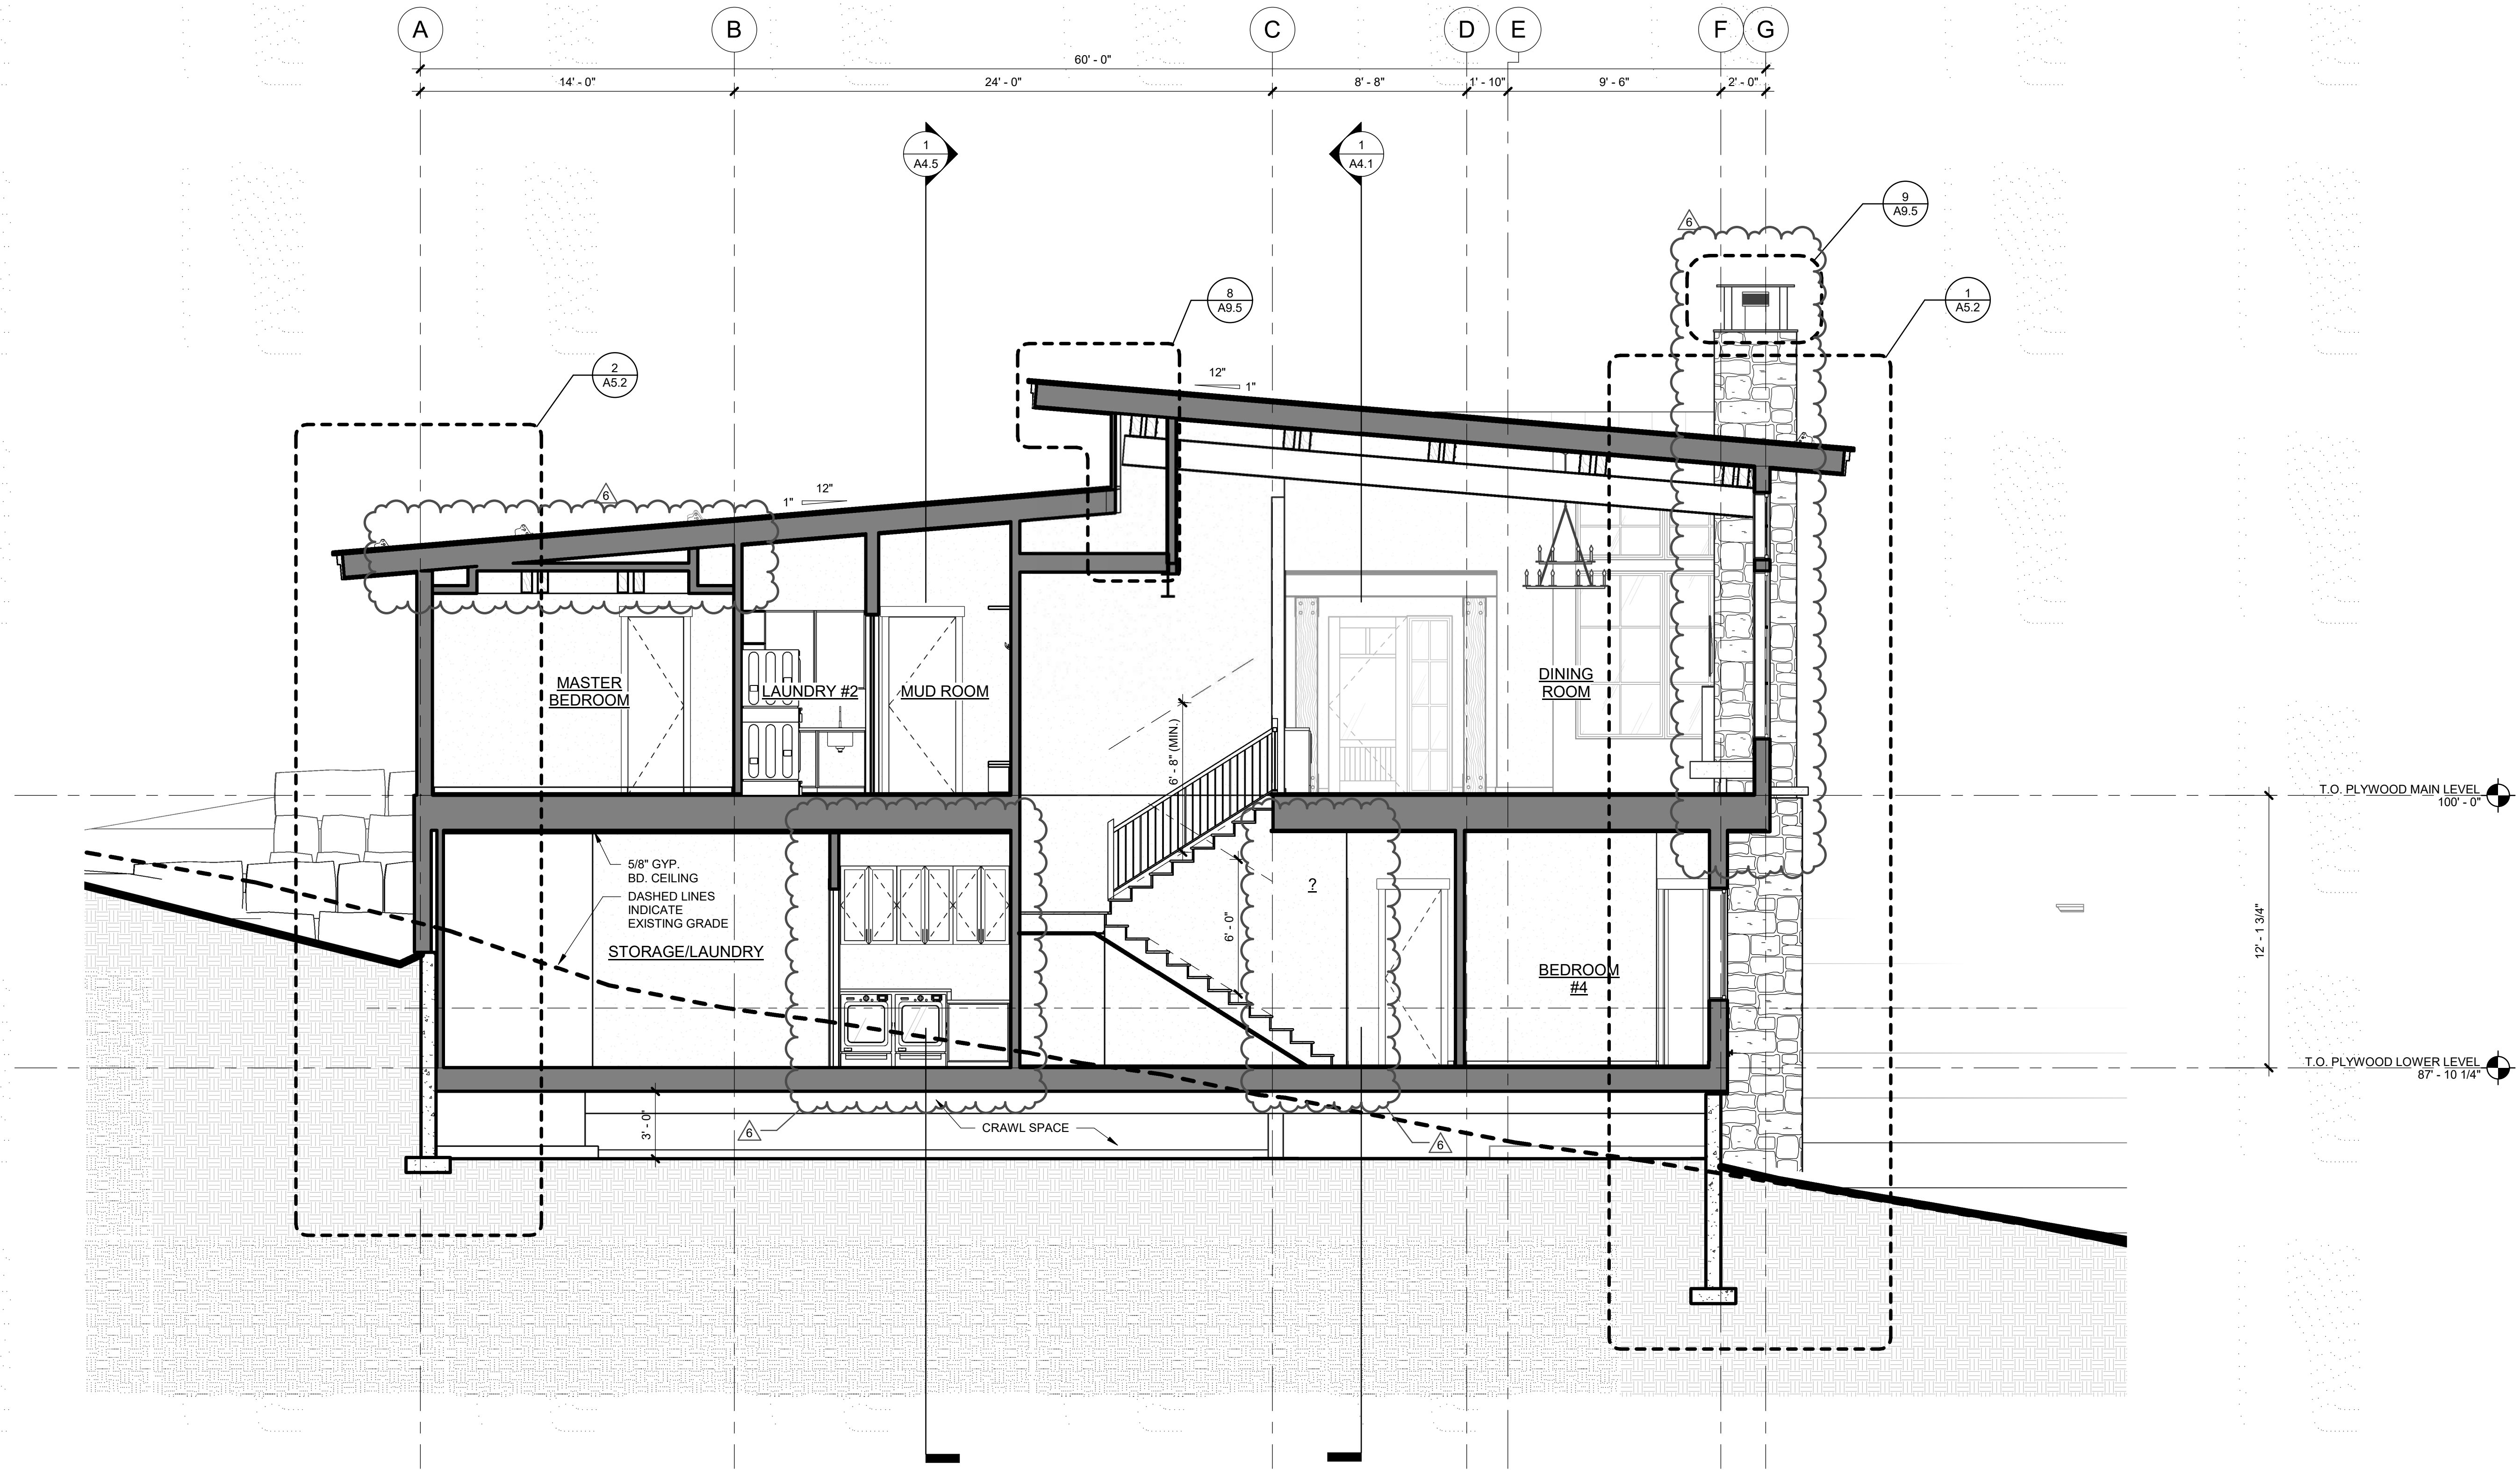 A
B
C
D
E
F
G
60' - 0"
14' - 0"
24' - 0"
8' - 8"
1' - 10"
9' - 6"
2' - 0"
1
A4.5
1
A4.1
9
A9.5
6
8
A9.5
1
A5.2
2
A5.2
12"
1"
6
12"
1"
MASTER
BEDROOM
LAUNDRY #2
MUD ROOM
DINING
ROOM
6' - 8" (MIN.)
T.O. PLYWOOD MAIN LEVEL
100' - 0"
5/8" GYP.
BD. CEILING
DASHED LINES
INDICATE
EXISTING GRADE
STORAGE/LAUNDRY
?
6' - 0"
BEDROOM
#4
12' - 1 3/4"
T.O. PLYWOOD LOWER LEVEL
87' - 10 1/4"
3' - 0"
6
CRAWL SPACE
6